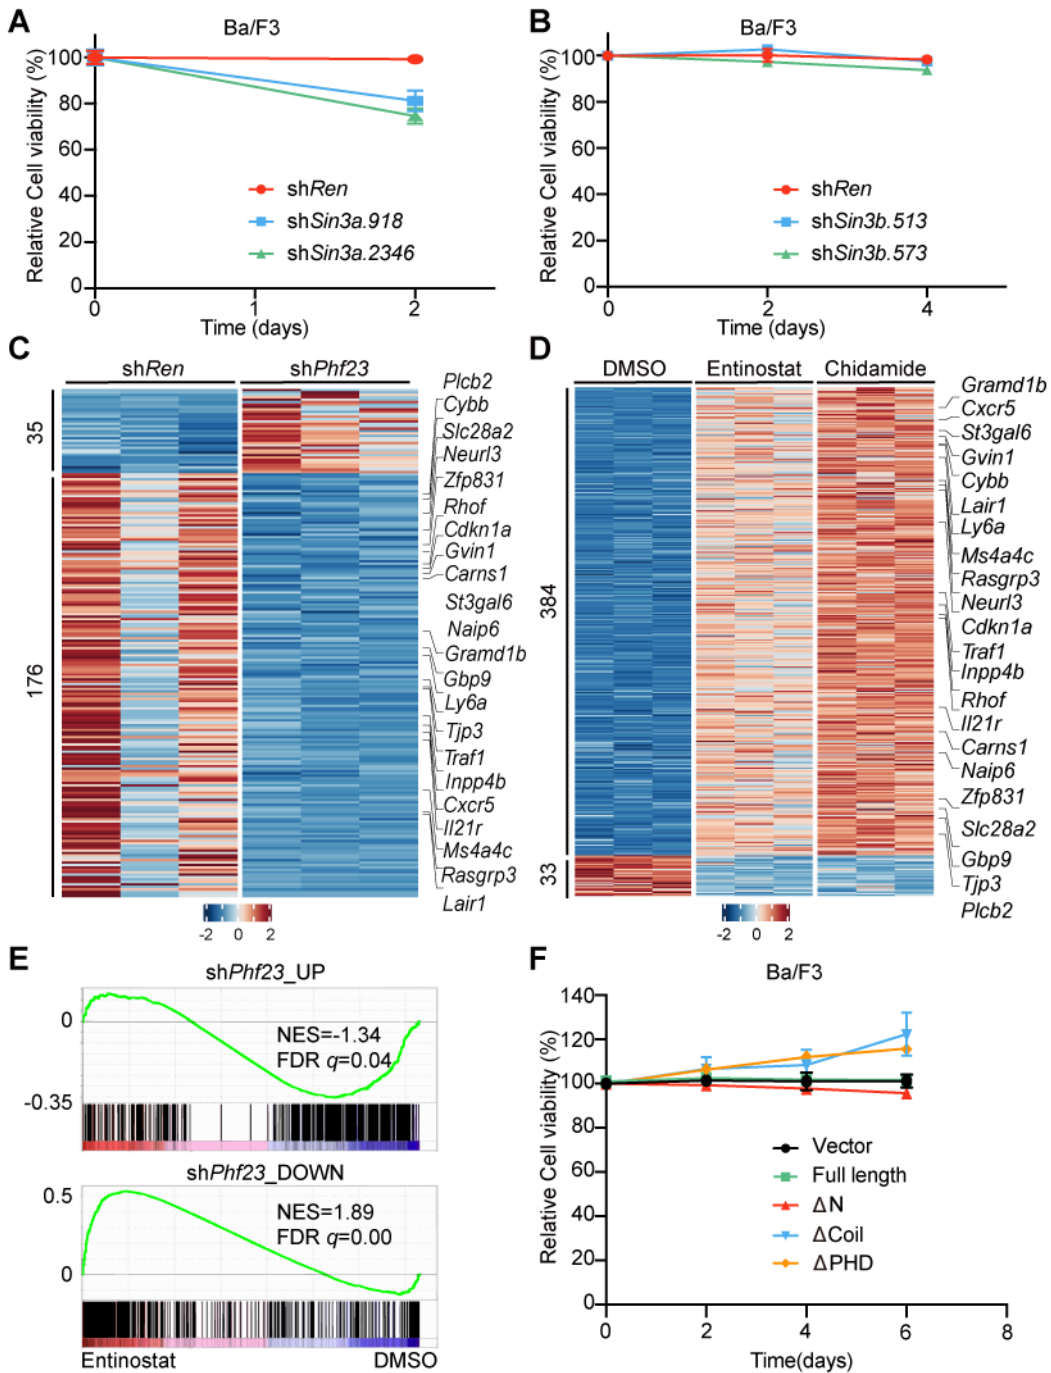 A
Ba/F3
Relative Cell viability (%)
100
80
60
40
20
0
0
1
2
Time (days)
shRen
shSin3a.918
shSin3a.2346
B
Ba/F3
Relative Cell viability (%)
100
80
60
40
20
0
0
2
4
Time (days)
shRen
shSin3b.513
shSin3b.573
C
shRen
shPhf23
35
176
Plcb2
Cybb
Slc28a2
Neurl3
Zfp831
Rhof
Cdkn1a
Gvin1
Carns1
St3gal6
Naip6
Gramd1b
Gbp9
Ly6a
Tjp3
Traf1
Inpp4b
Cxcr5
Il21r
Ms4a4c
Rasgrp3
Lair1
-2
0
2
D
DMSO
Entinostat
Chidamide
384
33
Gramd1b
Cxcr5
St3gal6
Gvin1
Cybb
Lair1
Ly6a
Ms4a4c
Rasgrp3
Neurl3
Cdkn1a
Traf1
Inpp4b
Rhof
Il21r
Carns1
Naip6
Zfp831
Slc28a2
Gbp9
Tjp3
Plcb2
-2
0
2
E
shPhf23_UP
0
-0.35
NES=-1.34
FDR q=0.04
shPhf23_DOWN
0.5
0
NES=1.89
FDR q=0.00
Entinostat
DMSO
F
Ba/F3
Relative Cell viability (%)
140
120
100
80
60
40
20
0
0
2
4
6
8
Time(days)
Vector
Full length
ΔN
ΔCoil
ΔPHD